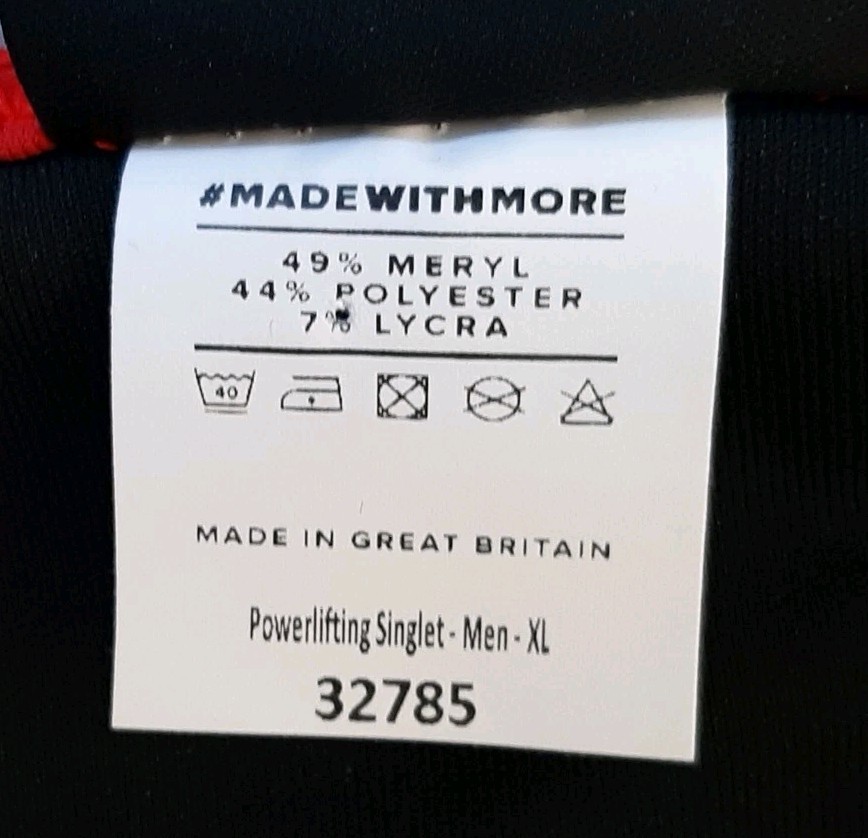 #MADEWITHMORE
49% MERYL
44% POLYESTER
7% LYCRA
40
MADE IN GREAT BRITAIN
Powerlifting Singlet - Men - XL
32785